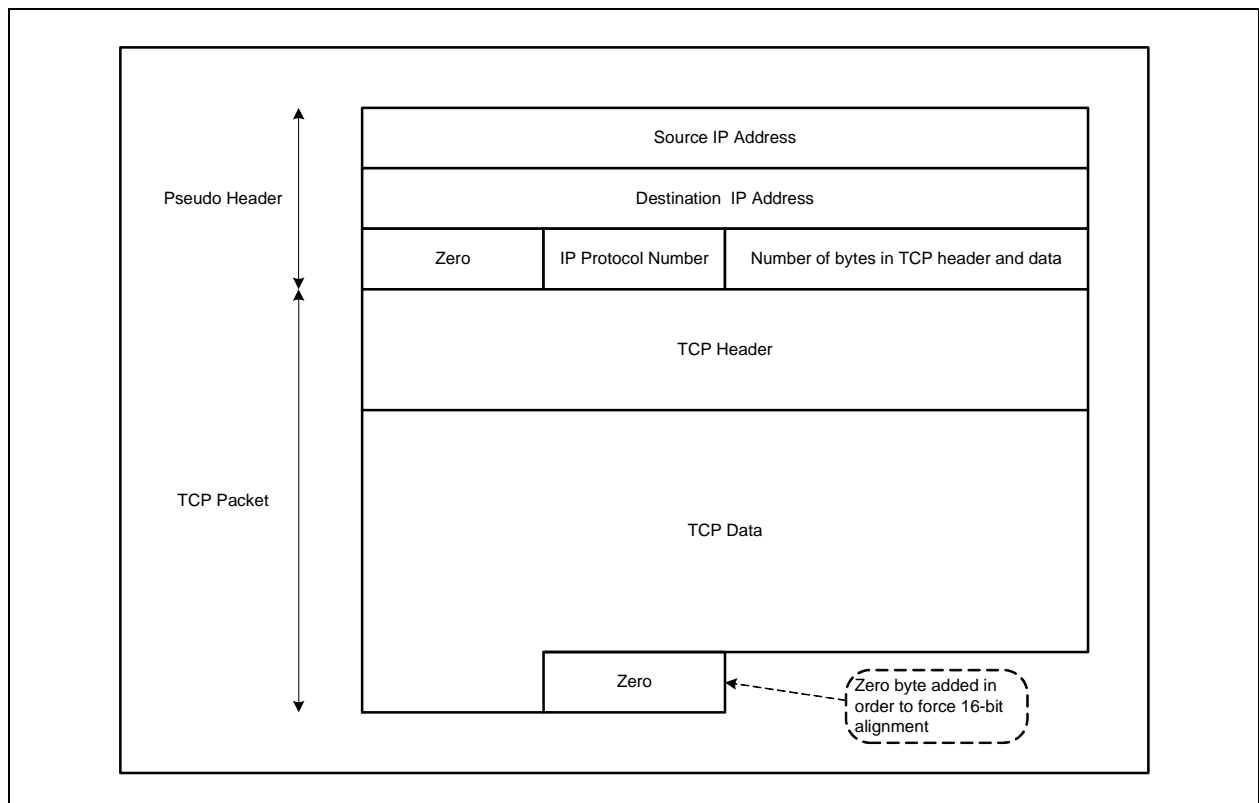 Source IP Address
Pseudo Header
Destination IP Address
Zero
IP Protocol Number
Number of bytes in TCP header and data
TCP Header
TCP Packet
TCP Data
Zero
Zero byte added in
order to force 16-bit
alignment